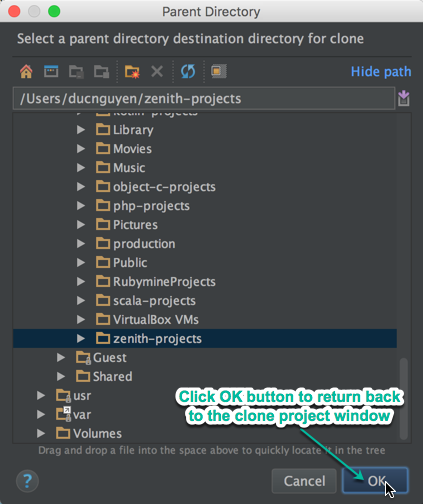 Parent Directory
Select a parent directory destination directory for clone
Hide path
/Users/ducnguyen/zenith-projects
kotlin-projects
Library
Movies
Music
object-c-projects
php-projects
Pictures
production
Public
RubymineProjects
scala-projects
VirtualBox VMs
zenith-projects
Guest
Shared
usr
var
Volumes
Click OK button to return back
to the clone project window
Drag and drop a file into the space above to quickly locate it in the tree
?
Cancel
OK